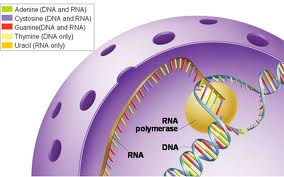 Adenine (DNA and RNA)
Cystosine (DNA and RNA)
Guanine(DNA and RNA)
Thymine (DNA only)
Uracil (RNA only)
RNA
polymerase
DNA
RNA